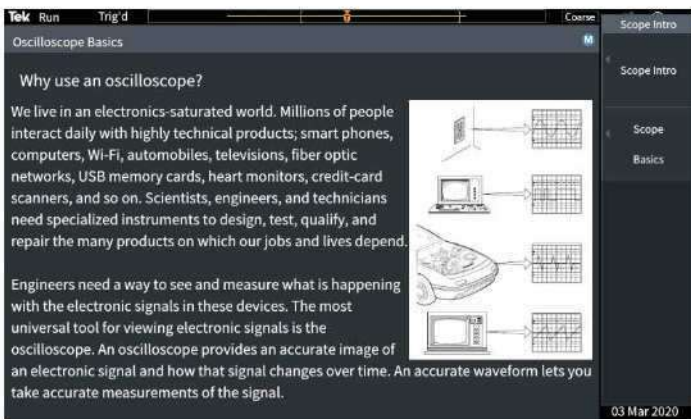 Tek Run Trig'd Coarse
Scope Intro
Oscilloscope Basics M
Why use an oscilloscope?
Scope Intro
We live in an electronics-saturated world. Millions of people
interact daily with highly technical products; smart phones,
computers, Wi-Fi, automobiles, televisions, fiber optic
Scope
networks, USB memory cards, heart monitors, credit-card
Basics
scanners, and so on. Scientists, engineers, and technicians
need specialized instruments to design, test, qualify, and
repair the many products on which our jobs and lives depend.
Engineers need a way to see and measure what is happening
with the electronic signals in these devices. The most
universal tool for viewing electronic signals is the
oscilloscope. An oscilloscope provides an accurate image of
an electronic signal and how that signal changes over time. An accurate waveform lets you
take accurate measurements of the signal.
03 Mar 2020